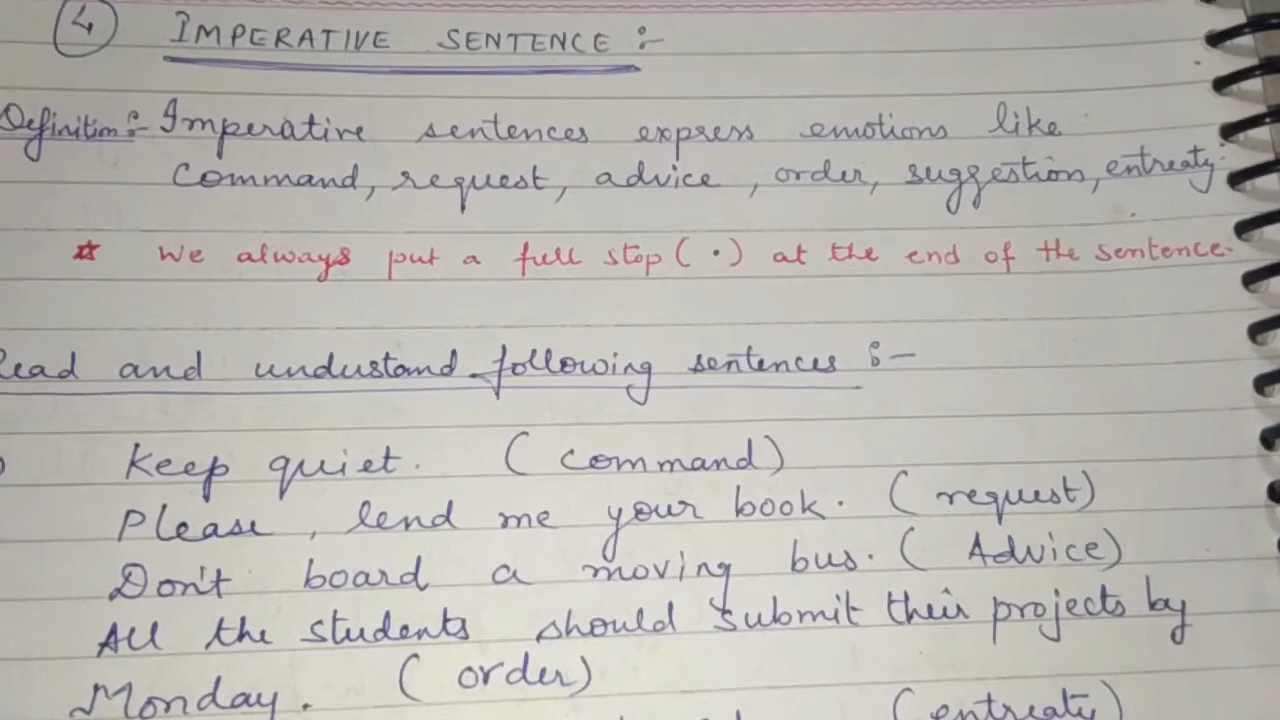 4 IMPERATIVE SENTENCE :-
Definition:- Imperative sentences express emotions like
Command, request, advice, order, suggestion, entreaty.
☆ We always put a full stop (.) at the end of the sentence.
Read and understand following sentences :-
Keep quiet. (Command)
Please, lend me your book. (request)
Don't board a moving bus. (Advice)
All the students should submit their projects by
Monday. (order)
(entreaty)